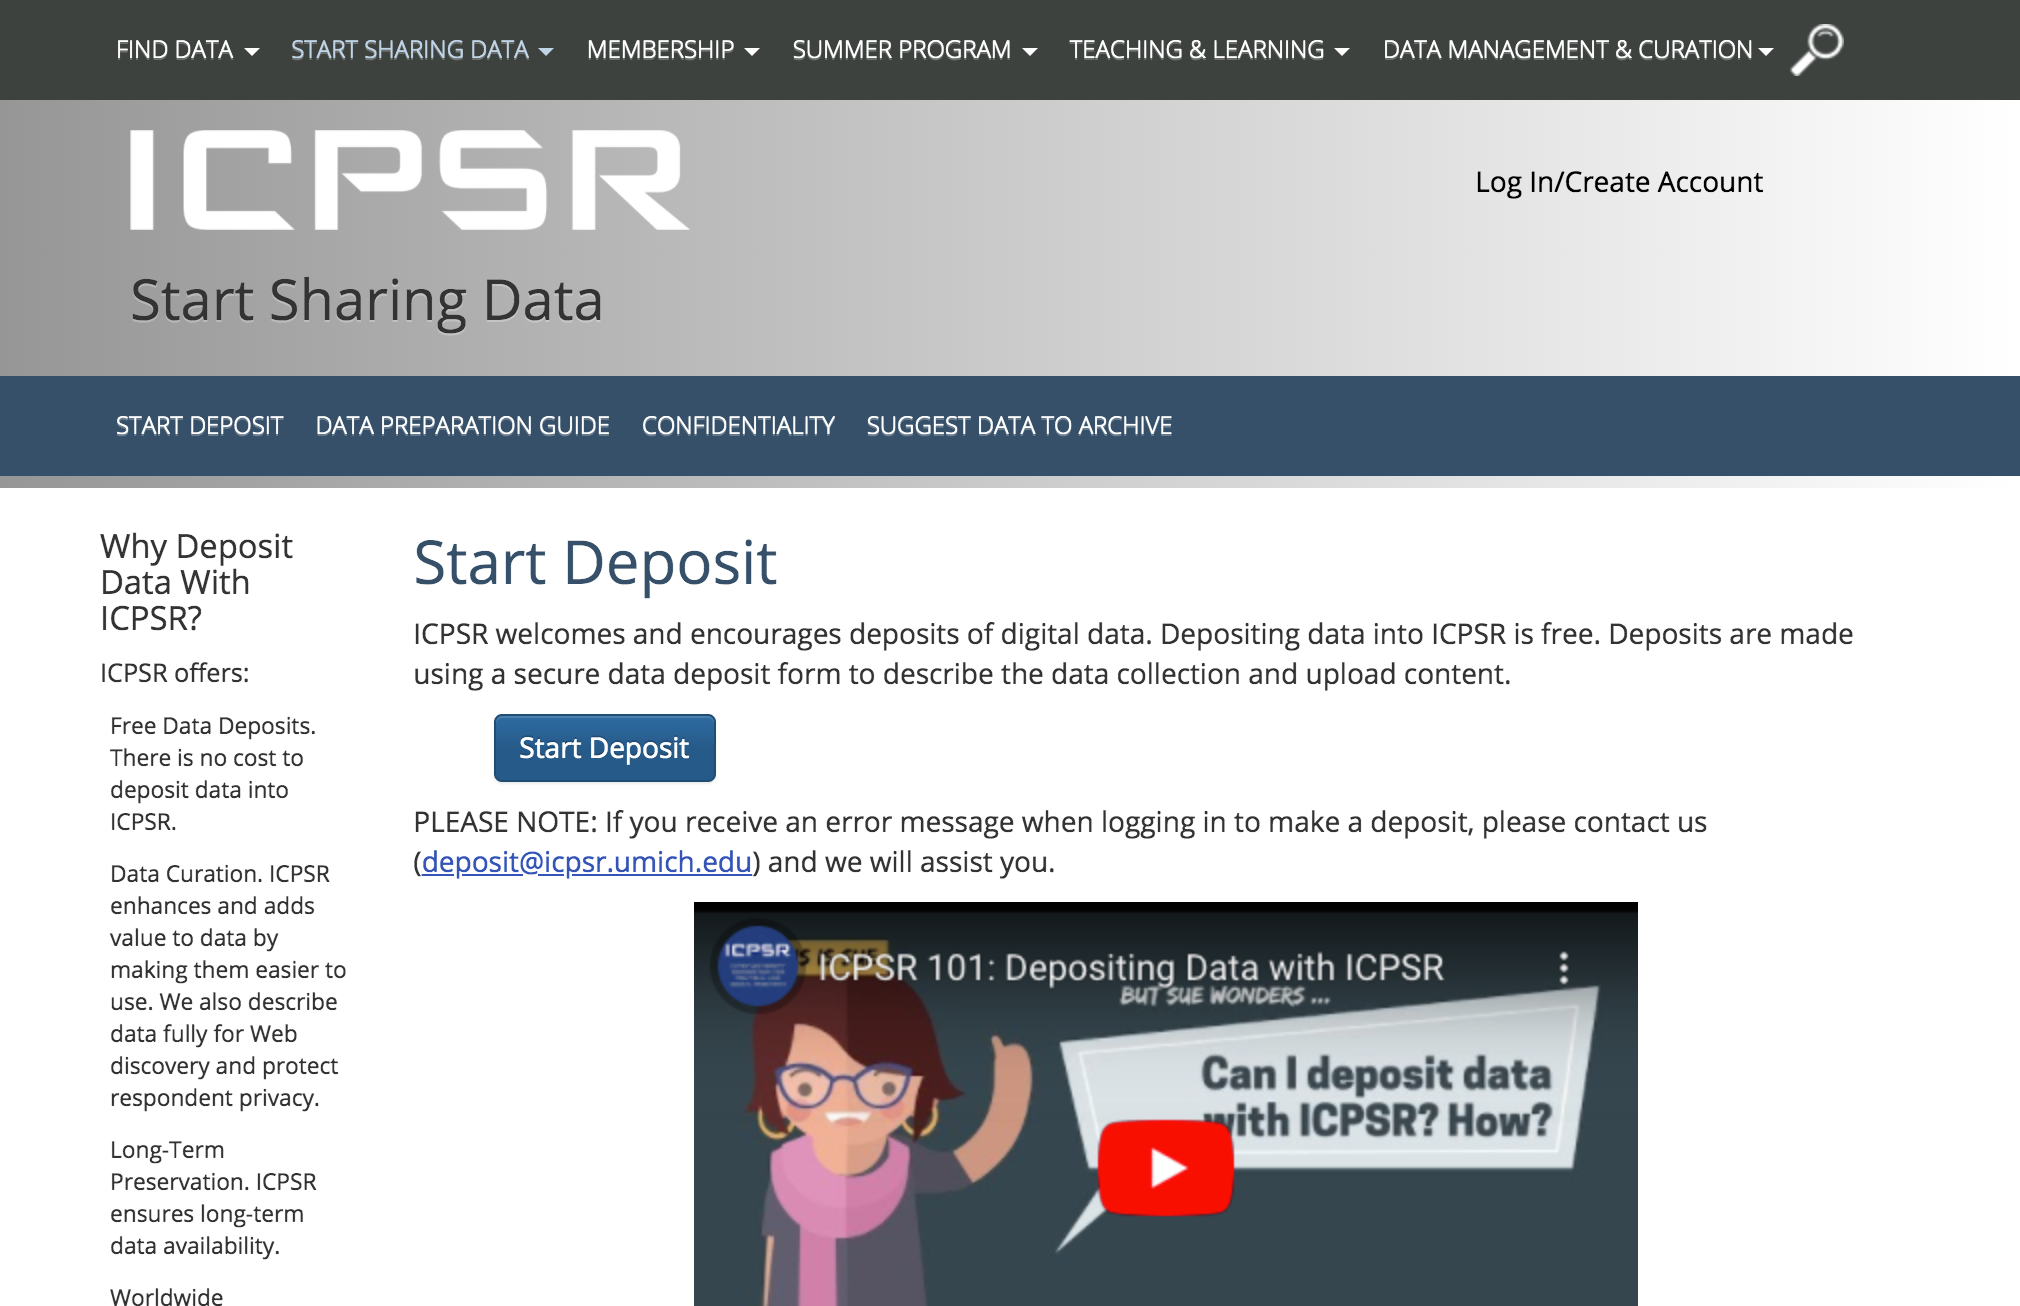 FIND DATA
START SHARING DATA
MEMBERSHIP
SUMMER PROGRAM
TEACHING & LEARNING
DATA MANAGEMENT & CURATION
ICPSR
Log In/Create Account
Start Sharing Data
START DEPOSIT
DATA PREPARATION GUIDE
CONFIDENTIALITY
SUGGEST DATA TO ARCHIVE
Why Deposit
Data With
ICPSR?
ICPSR offers:
Free Data Deposits.
There is no cost to
deposit data into
ICPSR.
Data Curation. ICPSR
enhances and adds
value to data by
making them easier to
use. We also describe
data fully for Web
discovery and protect
respondent privacy.
Long-Term
Preservation. ICPSR
ensures long-term
data availability.
Worldwide
Start Deposit
ICPSR welcomes and encourages deposits of digital data. Depositing data into ICPSR is free. Deposits are made
using a secure data deposit form to describe the data collection and upload content.
Start Deposit
PLEASE NOTE: If you receive an error message when logging in to make a deposit, please contact us
(deposit@icpsr.umich.edu) and we will assist you.
ICPSR
ICPSR 101: Depositing Data with ICPSR
BUT SUE WONDERS ...
Can I deposit data
with ICPSR? How?